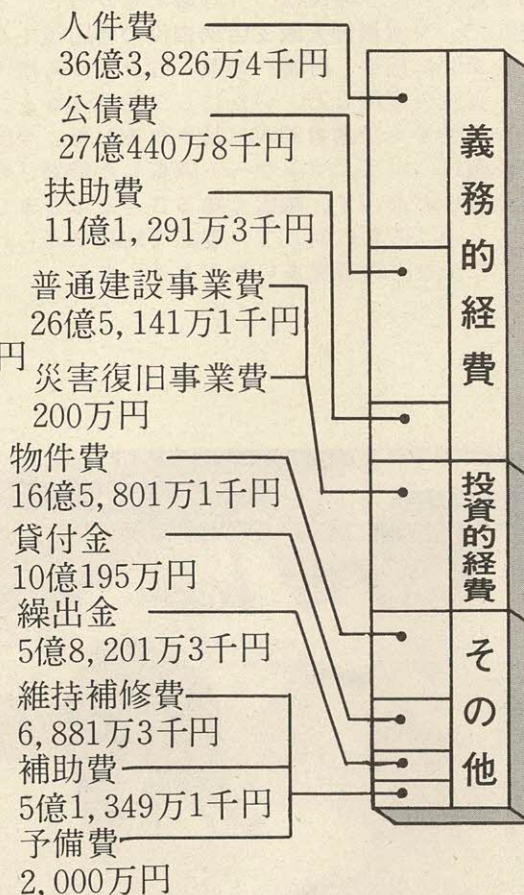 人件費
36億3,826万4千円
公債費
27億440万8千円
扶助費
11億1,291万3千円
普通建設事業費
26億5,141万1千円
円
災害復旧事業費
200万円
物件費
16億5,801万1千円
貸付金
10億195万円
繰出金
5億8,201万3千円
維持補修費
6,881万3千円
補助費
5億1,349万1千円
予備費
2,000万円
義務的経費
投資的経費
その他